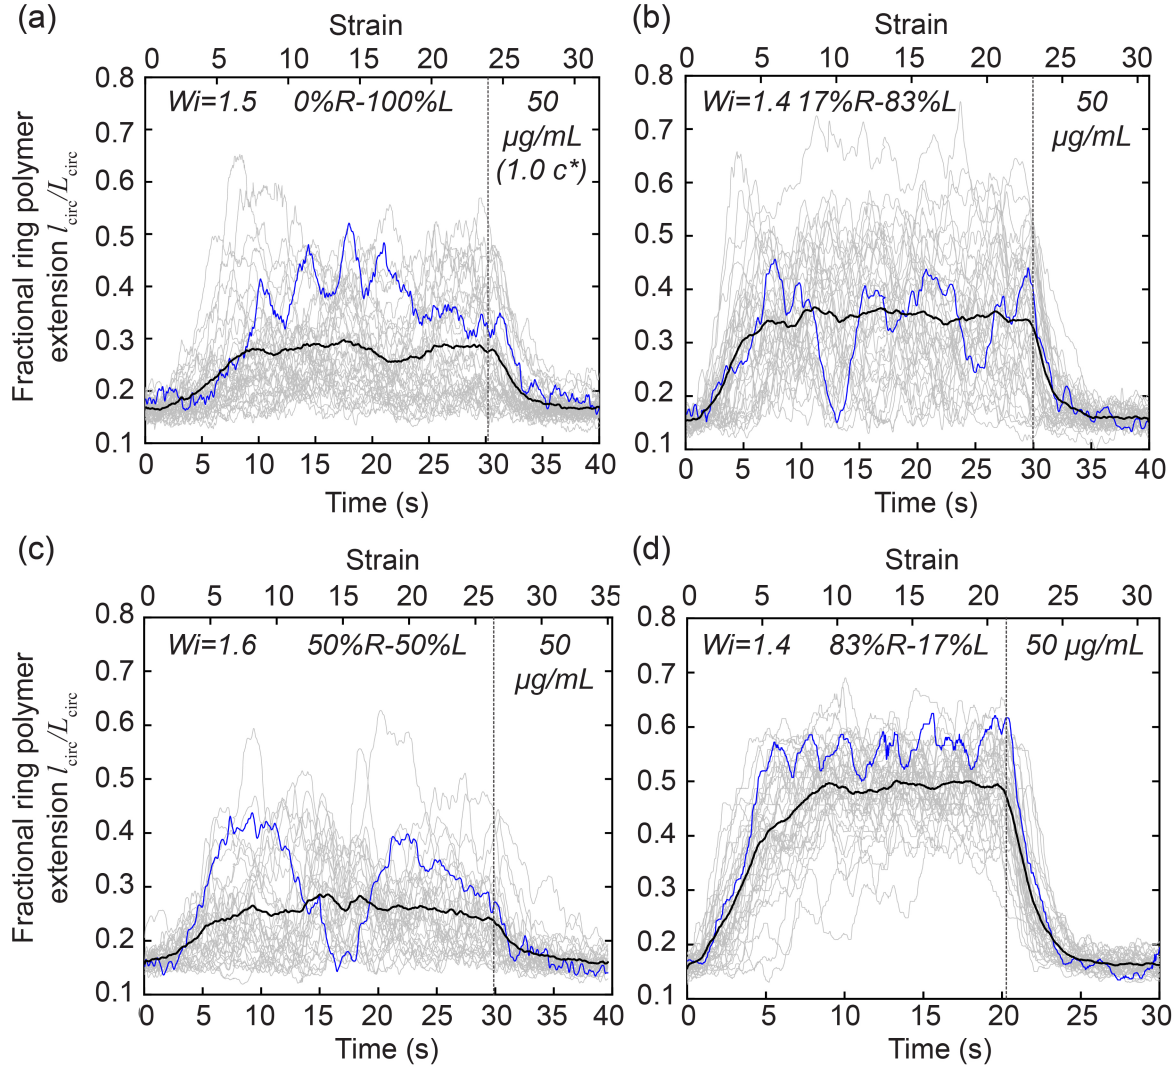 (a)
Strain
0 5 10 15 20 25 30
0.8
0.7
0.6
0.5
0.4
0.3
0.2
0.1
Fractional ring polymer
extension l_circ/L_circ
Wi=1.5 0%R-100%L 50
µg/mL
(1.0 c*)
0 5 10 15 20 25 30 35 40
Time (s)
(b)
Strain
0 5 10 15 20 25 30
0.8
0.7
0.6
0.5
0.4
0.3
0.2
0.1
Wi=1.4 17%R-83%L 50
µg/mL
0 5 10 15 20 25 30 35 40
Time (s)
(c)
Strain
0 5 10 15 20 25 30 35
0.8
0.7
0.6
0.5
0.4
0.3
0.2
0.1
Fractional ring polymer
extension l_circ/L_circ
Wi=1.6 50%R-50%L 50
µg/mL
0 5 10 15 20 25 30 35 40
Time (s)
(d)
Strain
0 5 10 15 20 25 30
0.8
0.7
0.6
0.5
0.4
0.3
0.2
0.1
Wi=1.4 83%R-17%L 50 µg/mL
0 5 10 15 20 25 30
Time (s)